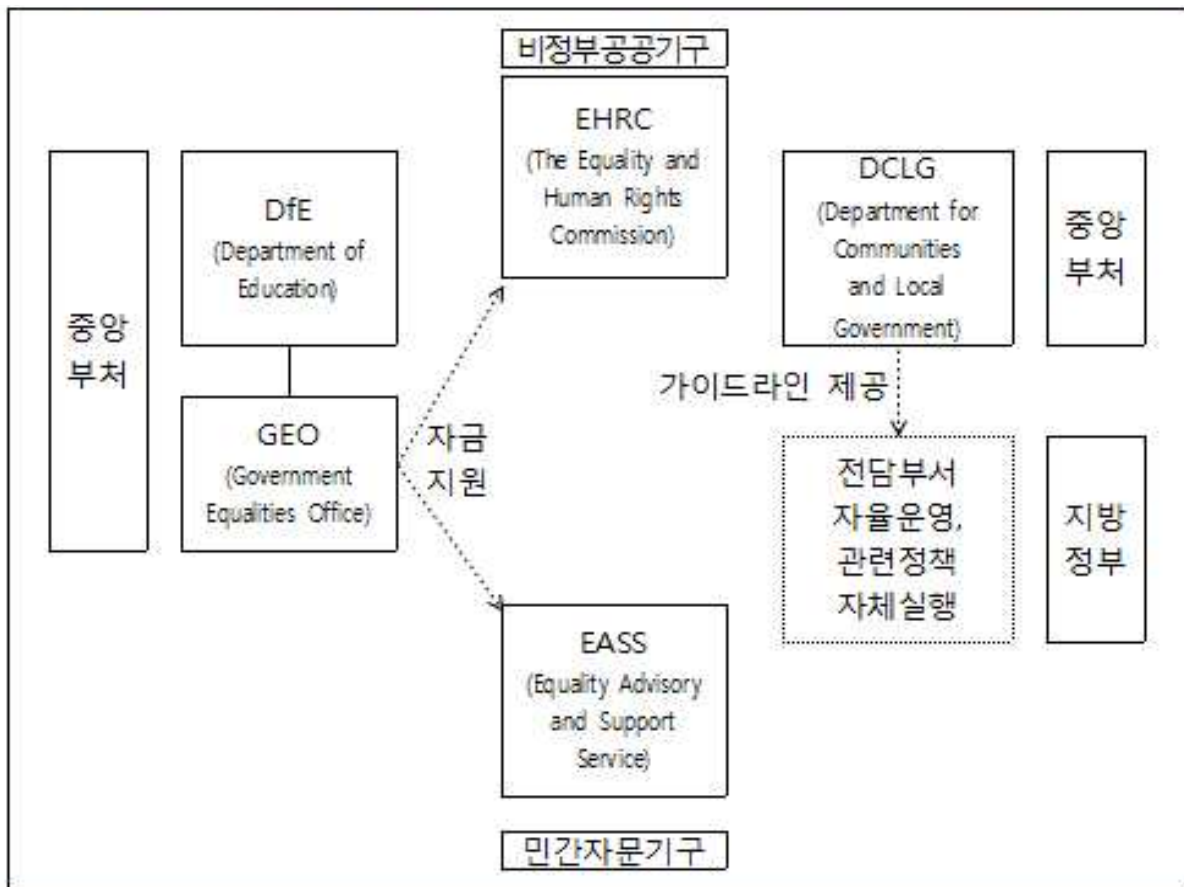 비정부공공기구
EHRC
(The Equality and
Human Rights
Commission)
중앙
부처
DfE
(Department of
Education)
GEO
(Government
Equalities Office)
자금
지원
EASS
(Equality Advisory
and Support
Service)
민간자문기구
DCLG
(Department for
Communities
and Local
Government)
중앙
부처
가이드라인 제공
전담부서
자율운영,
관련정책
자체실행
지방
정부